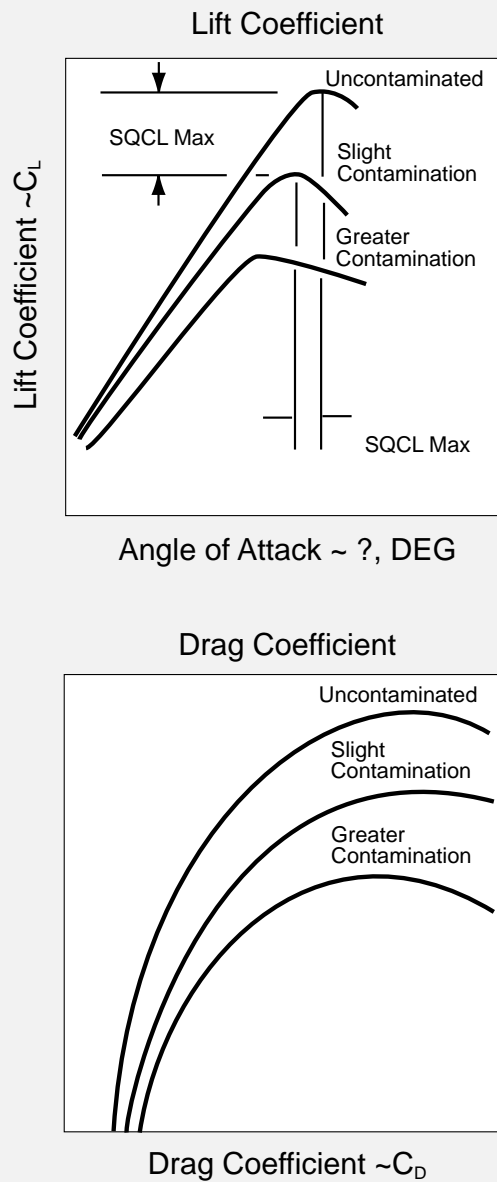 Lift Coefficient
Uncontaminated
SQCL Max
Slight
Contamination
Greater
Contamination
Lift Coefficient ~CL
SQCL Max
Angle of Attack ~ ?, DEG
Drag Coefficient
Uncontaminated
Slight
Contamination
Greater
Contamination
Drag Coefficient ~CD